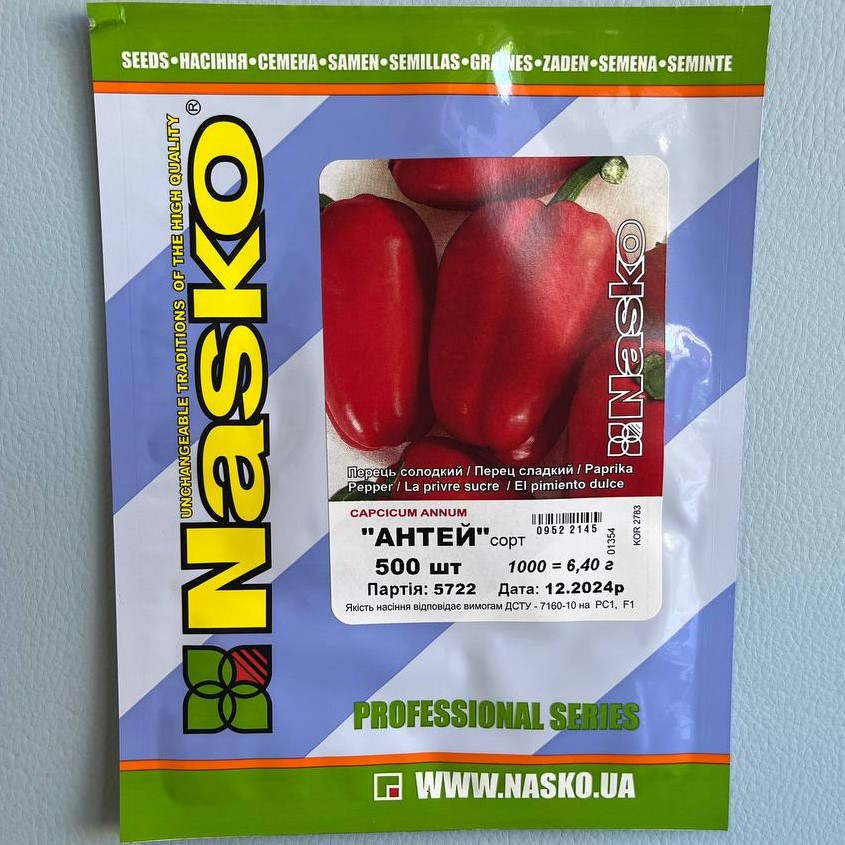 SEEDS•НАСІННЯ•СЕМЕНА•SAMEN•SEMILLAS•GRAINES•ZADEN•SEMENA•SEMINTE
UNCHANGEABLE TRADITIONS OF THE HIGH QUALITY
Nasko®
Nasko
Перець солодкий / Перец сладкий / Paprika
Pepper / La privre sucre / El pimiento dulce
CAPCICUM ANNUM
"АНТЕЙ" сорт
0952 2145
01354
KOR 2783
500 шт 1000 = 6,40 г
Партія: 5722 Дата: 12.2024р
Якість насіння відповідає вимогам ДСТУ - 7160-10 на РС1, F1
PROFESSIONAL SERIES
WWW.NASKO.UA